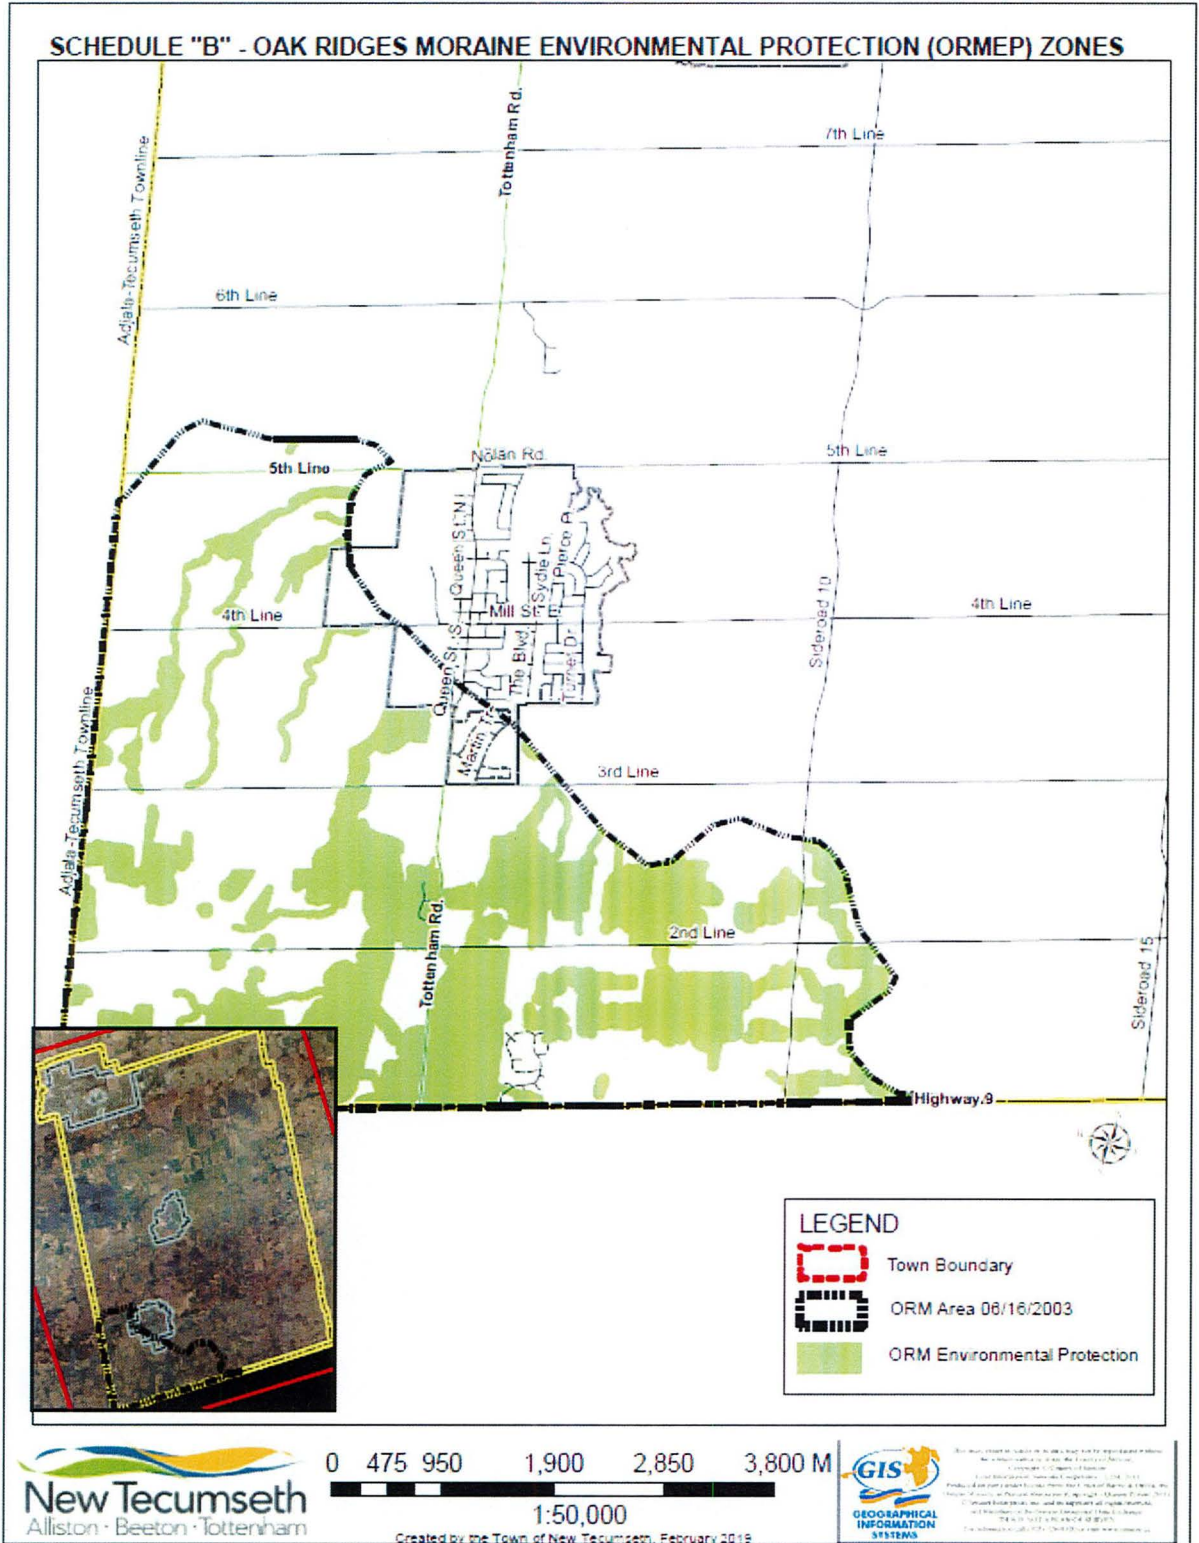 SCHEDULE "B" - OAK RIDGES MORAINE ENVIRONMENTAL PROTECTION (ORMEP) ZONES
Adjala-Tecumseth Townline
Tottenham Rd.
7th Line
6th Line
5th Line
Nolan Rd.
5th Line
Queen St. N
Sydie Ln.
Pierce Pl
4th Line
Mill St. E
4th Line
Sideroad 10
Queen St. S
The Blvd.
Turner Dr
Martin
3rd Line
Adjala-Tecumseth Townline
Tottenham Rd.
2nd Line
Sideroad 15
Highway 9
LEGEND
Town Boundary
ORM Area 06/16/2003
ORM Environmental Protection
New Tecumseth
Alliston · Beeton · Tottenham
0 475 950 1,900 2,850 3,800 M
1:50,000
Created by the Town of New Tecumseth, February 2019
GIS
GEOGRAPHICAL
INFORMATION
SYSTEMS